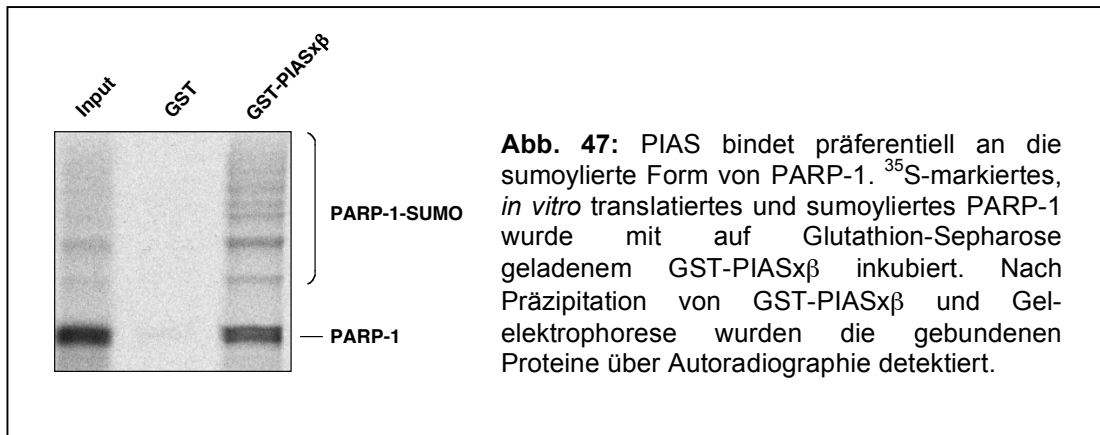 Input
GST
GST-PIASxβ
PARP-1-SUMO
PARP-1
Abb. 47: PIAS bindet präferentiell an die
sumoylierte Form von PARP-1. ³⁵S-markiertes,
in vitro translatiertes und sumoyliertes PARP-1
wurde mit auf Glutathion-Sepharose
geladenem GST-PIASxβ inkubiert. Nach
Präzipitation von GST-PIASxβ und Gel-
elektrophorese wurden die gebundenen
Proteine über Autoradiographie detektiert.